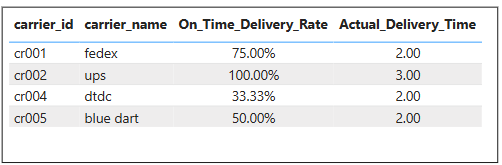 carrier_id carrier_name On_Time_Delivery_Rate Actual_Delivery_Time
cr001 fedex 75.00% 2.00
cr002 ups 100.00% 3.00
cr004 dtdc 33.33% 2.00
cr005 blue dart 50.00% 2.00